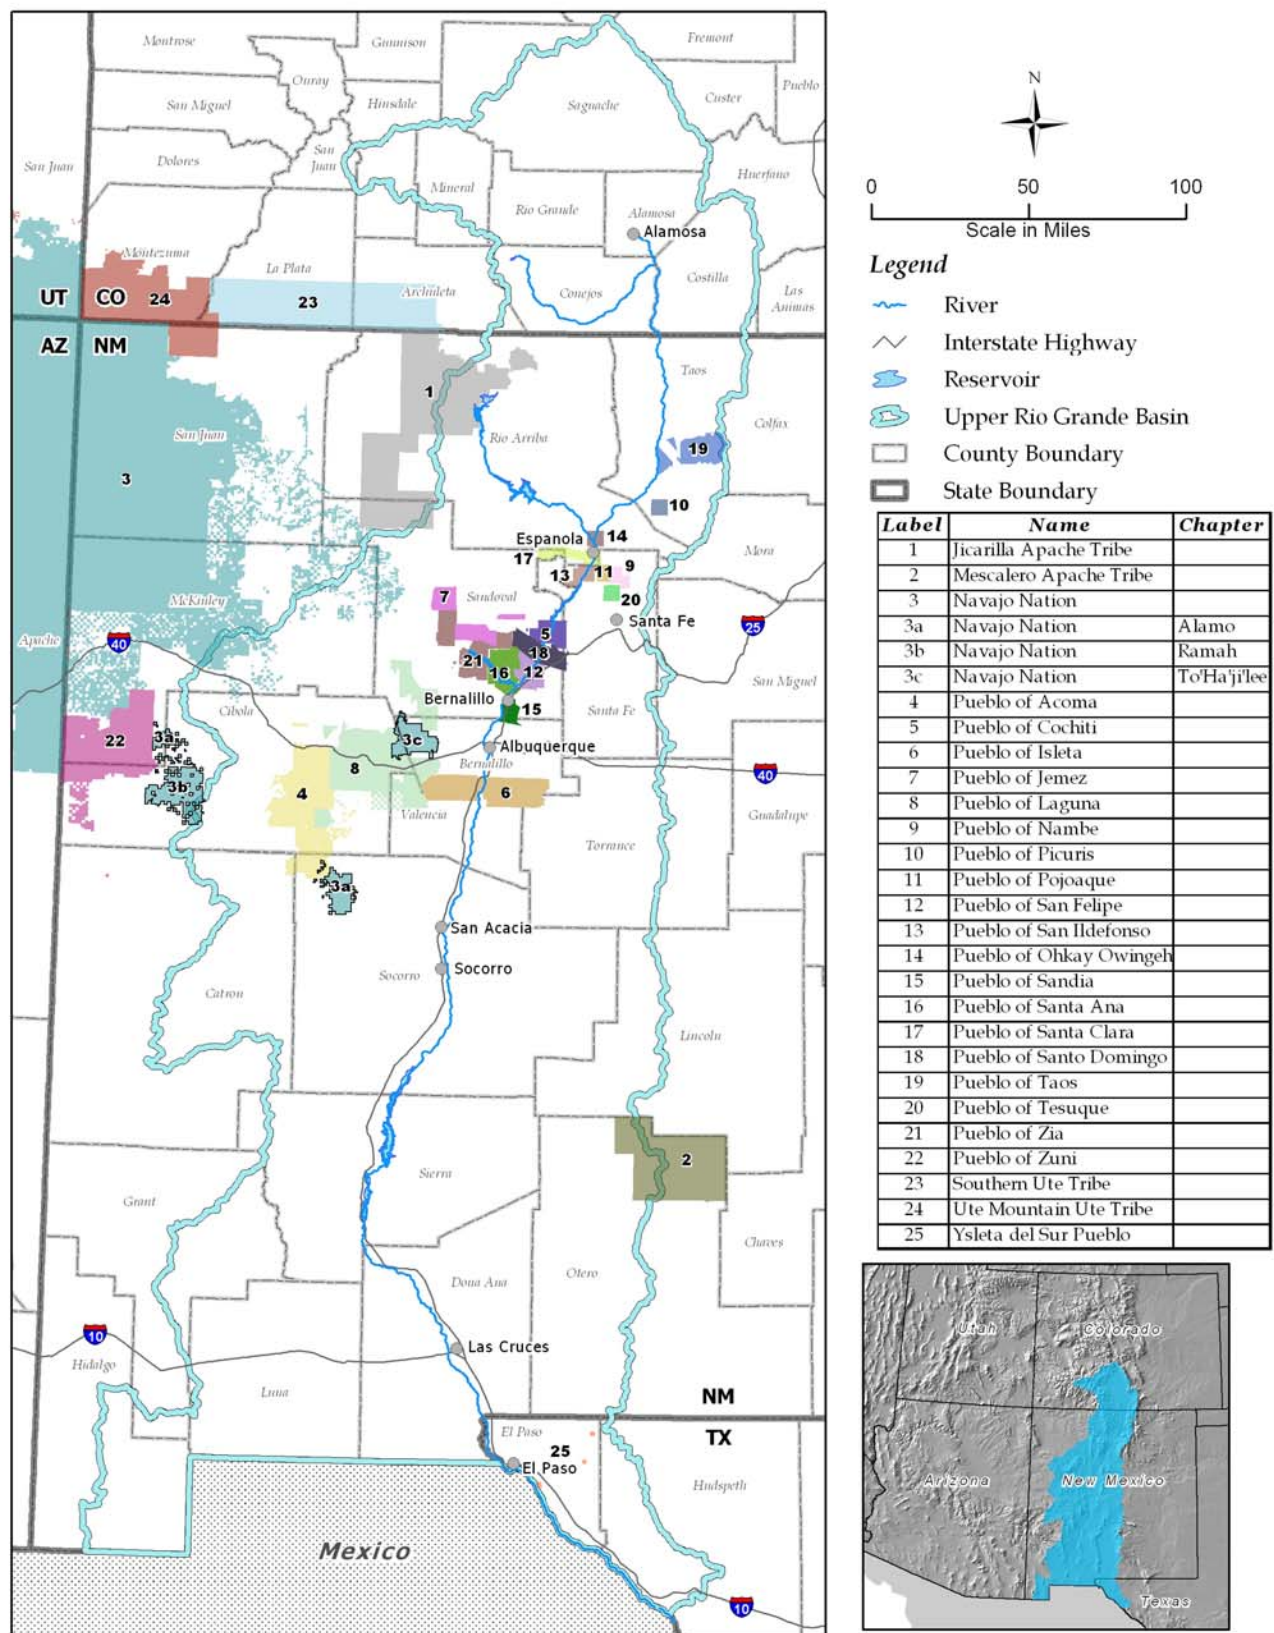 Montrose
Gunnison
Fremont
Ouray
Pueblo
San Miguel
Hinsdale
Saguache
Custer
San Juan
Dolores
San
Juan
Mineral
Huerfano
Rio Grande
Alamosa
Alamosa
Montezuma
La Plata
Archuleta
Conejos
Costilla
Las
Animas
UT
CO
24
23
AZ
NM
Taos
1
Colfax
San Juan
Rio Arriba
19
3
10
Espanola
14
Mora
17
13
11
9
McKinley
7
Sandoval
20
Apache
40
5
Santa Fe
25
18
21
16
12
San Miguel
Bernalillo
15
Santa Fe
Cibola
22
3a
3c
Albuquerque
Bernalillo
8
40
3b
4
6
Valencia
Guadalupe
Torrance
3a
San Acacia
Socorro
Socorro
Catron
Lincoln
2
Sierra
Grant
Chaves
Dona Ana
Otero
10
Las Cruces
Hidalgo
Luna
NM
TX
El Paso
25
El Paso
Hudspeth
Mexico
10
N
0 50 100
Scale in Miles
Legend
River
Interstate Highway
Reservoir
Upper Rio Grande Basin
County Boundary
State Boundary
Label Name Chapter
1 Jicarilla Apache Tribe
2 Mescalero Apache Tribe
3 Navajo Nation
3a Navajo Nation Alamo
3b Navajo Nation Ramah
3c Navajo Nation To'Ha'ji'lee
4 Pueblo of Acoma
5 Pueblo of Cochiti
6 Pueblo of Isleta
7 Pueblo of Jemez
8 Pueblo of Laguna
9 Pueblo of Nambe
10 Pueblo of Picuris
11 Pueblo of Pojoaque
12 Pueblo of San Felipe
13 Pueblo of San Ildefonso
14 Pueblo of Ohkay Owingeh
15 Pueblo of Sandia
16 Pueblo of Santa Ana
17 Pueblo of Santa Clara
18 Pueblo of Santo Domingo
19 Pueblo of Taos
20 Pueblo of Tesuque
21 Pueblo of Zia
22 Pueblo of Zuni
23 Southern Ute Tribe
24 Ute Mountain Ute Tribe
25 Ysleta del Sur Pueblo
Utah
Colorado
Arizona
New Mexico
Texas